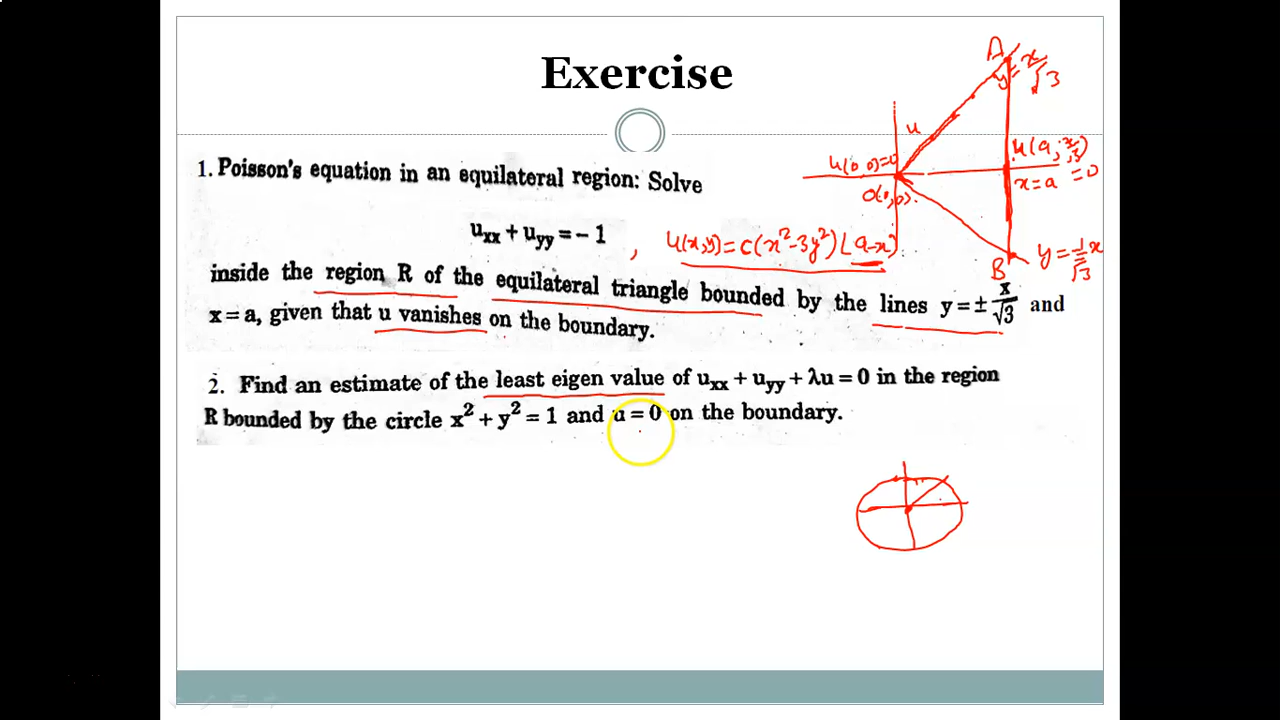 Exercise
A
y = x/√3
u
u(0,0)=0
u(a, x/√3) = 0
x=a
O(0,0).
1. Poisson's equation in an equilateral region: Solve
uxx + uyy = − 1
, u(x,y) = c(x²-3y²)(a-x)
B
y = -1/√3 x
inside the region R of the equilateral triangle bounded by the lines y = ± x/√3 and
x = a, given that u vanishes on the boundary.
2. Find an estimate of the least eigen value of uxx + uyy + λu = 0 in the region
R bounded by the circle x² + y² = 1 and u = 0 on the boundary.